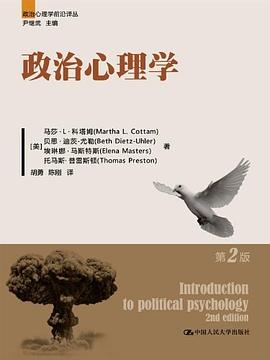 政治心理学前沿译丛
尹继武 主编
政治心理学
马莎·L·科塔姆(Martha L. Cottam)
贝思·迪茨-尤勒(Beth Dietz-Uhler)
[美]
埃琳娜·马斯特斯(Elena Masters)
著
托马斯·普雷斯顿(Thomas Preston)
胡勇 陈刚 译
第2版
Introduction
to political psychology
2nd edition
中国人民大学出版社